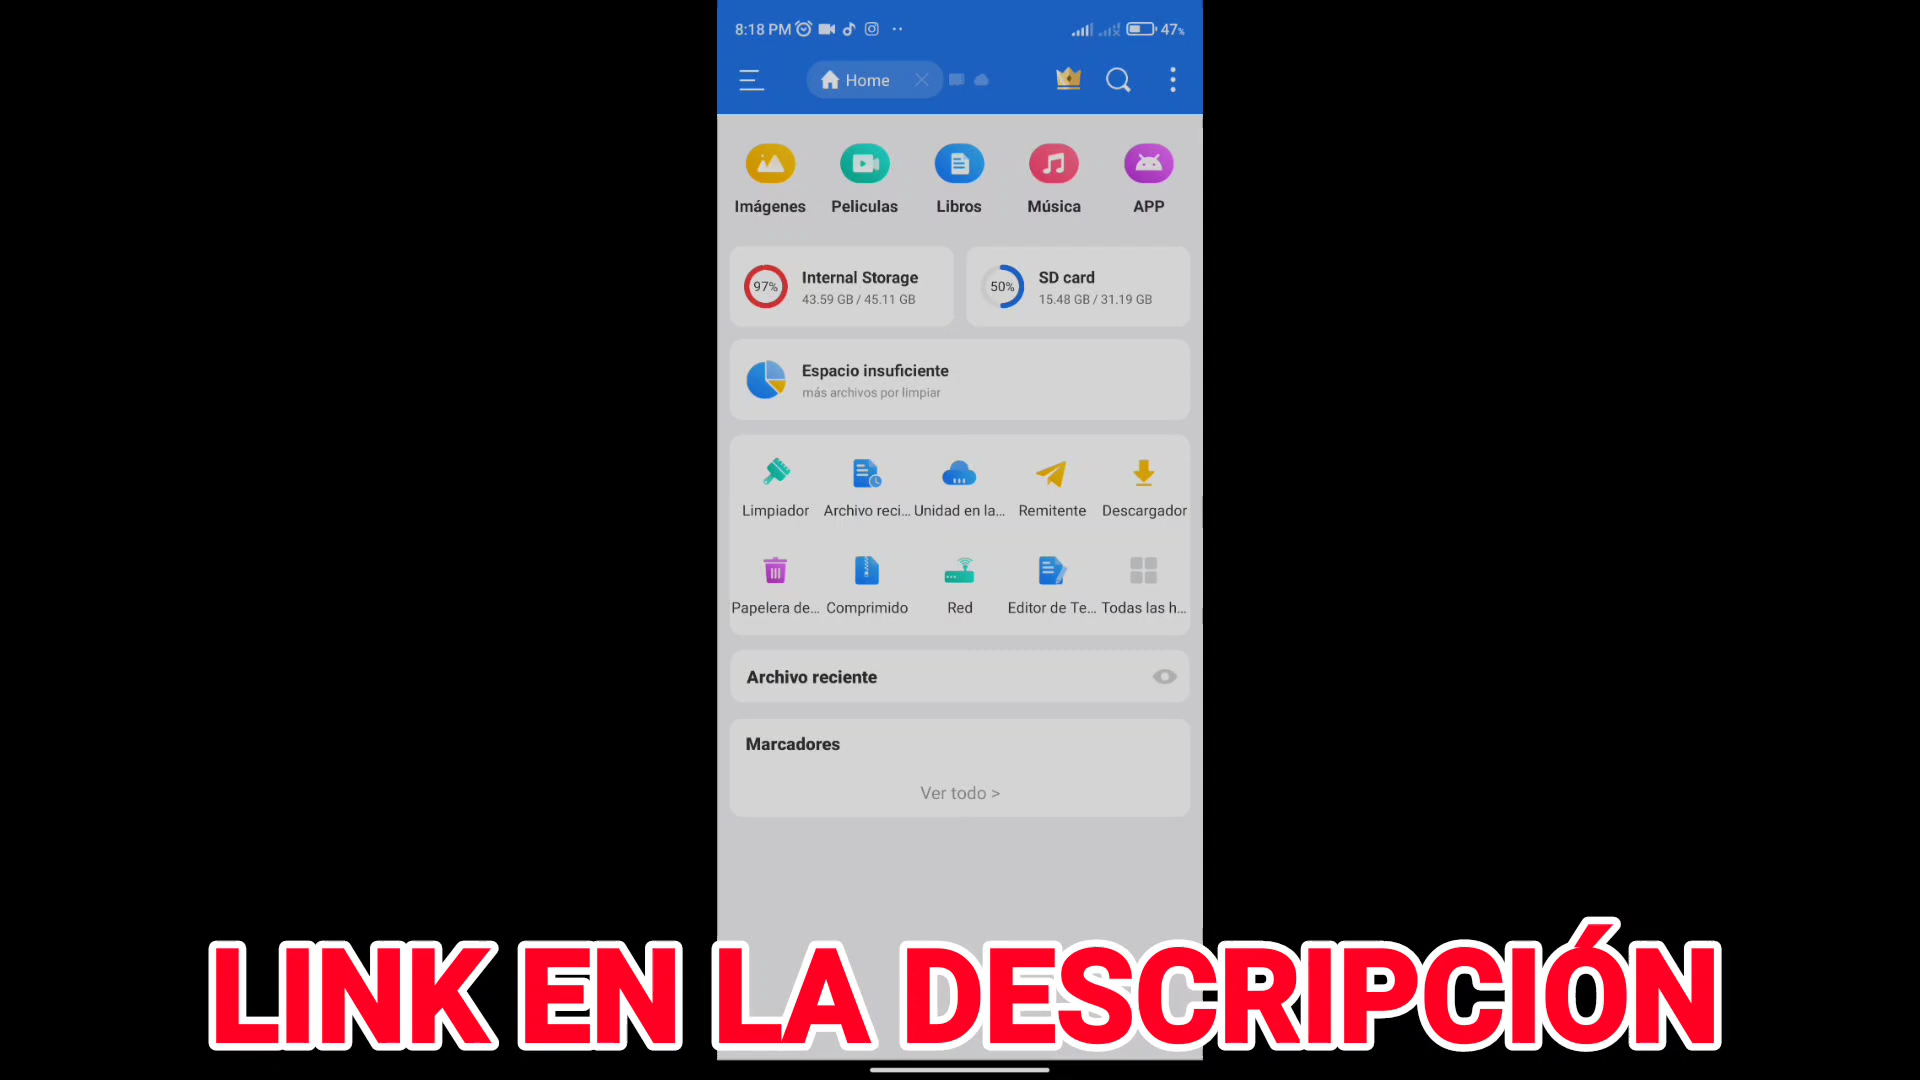 8:18 PM 47%
Home
Imágenes Peliculas Libros Música APP
97% Internal Storage 50% SD card
43.59 GB / 45.11 GB 15.48 GB / 31.19 GB
Espacio insuficiente
más archivos por limpiar
Limpiador Archivo reci... Unidad en la... Remitente Descargador
Papelera de... Comprimido Red Editor de Te... Todas las h...
Archivo reciente
Marcadores
Ver todo >
LINK EN LA DESCRIPCIÓN